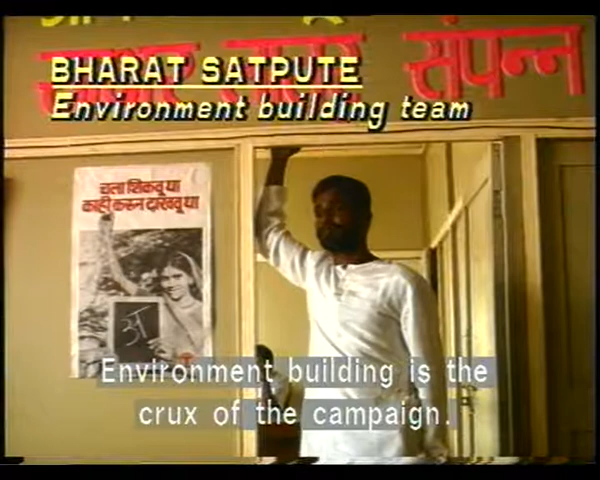 संपन्न
BHARAT SATPUTE
Environment building team
चला शिकवू या
काही करून दाखवू या
अ
Environment building is the
crux of the campaign.